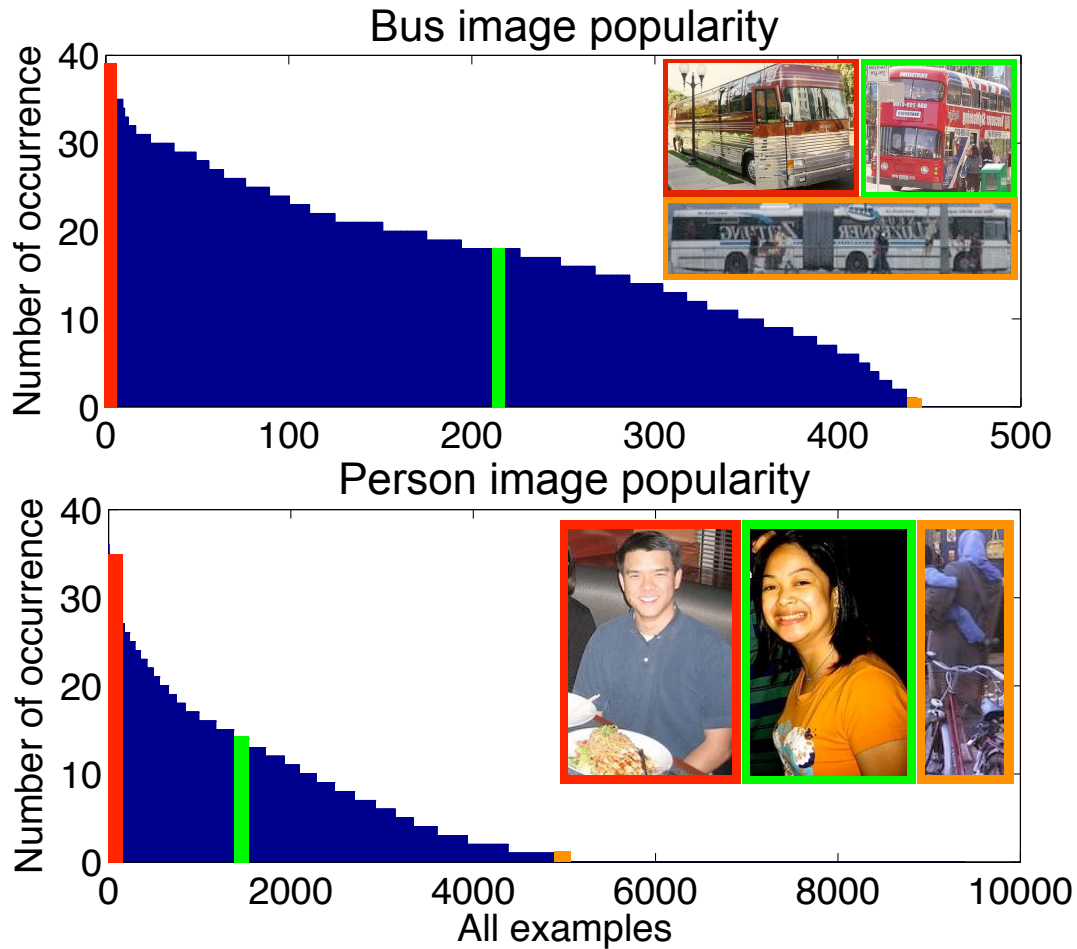 Bus image popularity
Number of occurrence
40
30
20
10
0
0 100 200 300 400 500
Person image popularity
Number of occurrence
40
30
20
10
0
0 2000 4000 6000 8000 10000
All examples